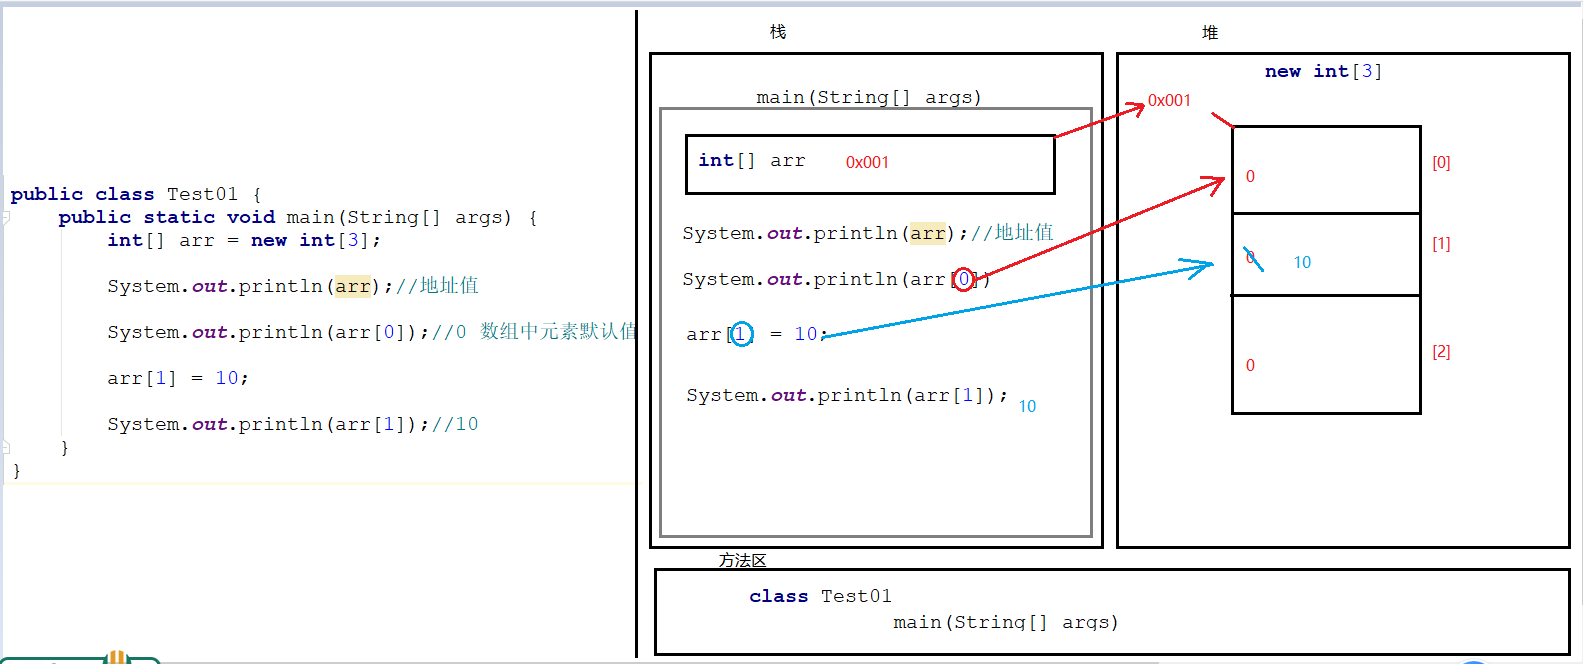 public class Test01 {
public static void main(String[] args) {
int[] arr = new int[3];
System.out.println(arr);//地址值
System.out.println(arr[0]);//0 数组中元素默认值
arr[1] = 10;
System.out.println(arr[1]);//10
}
}
栈
main(String[] args)
int[] arr 0x001
System.out.println(arr);//地址值
System.out.println(arr[0])
arr[1] = 10;
System.out.println(arr[1]); 10
堆
new int[3]
0x001
0 [0]
0 10 [1]
0 [2]
方法区
class Test01
main(String[] args)